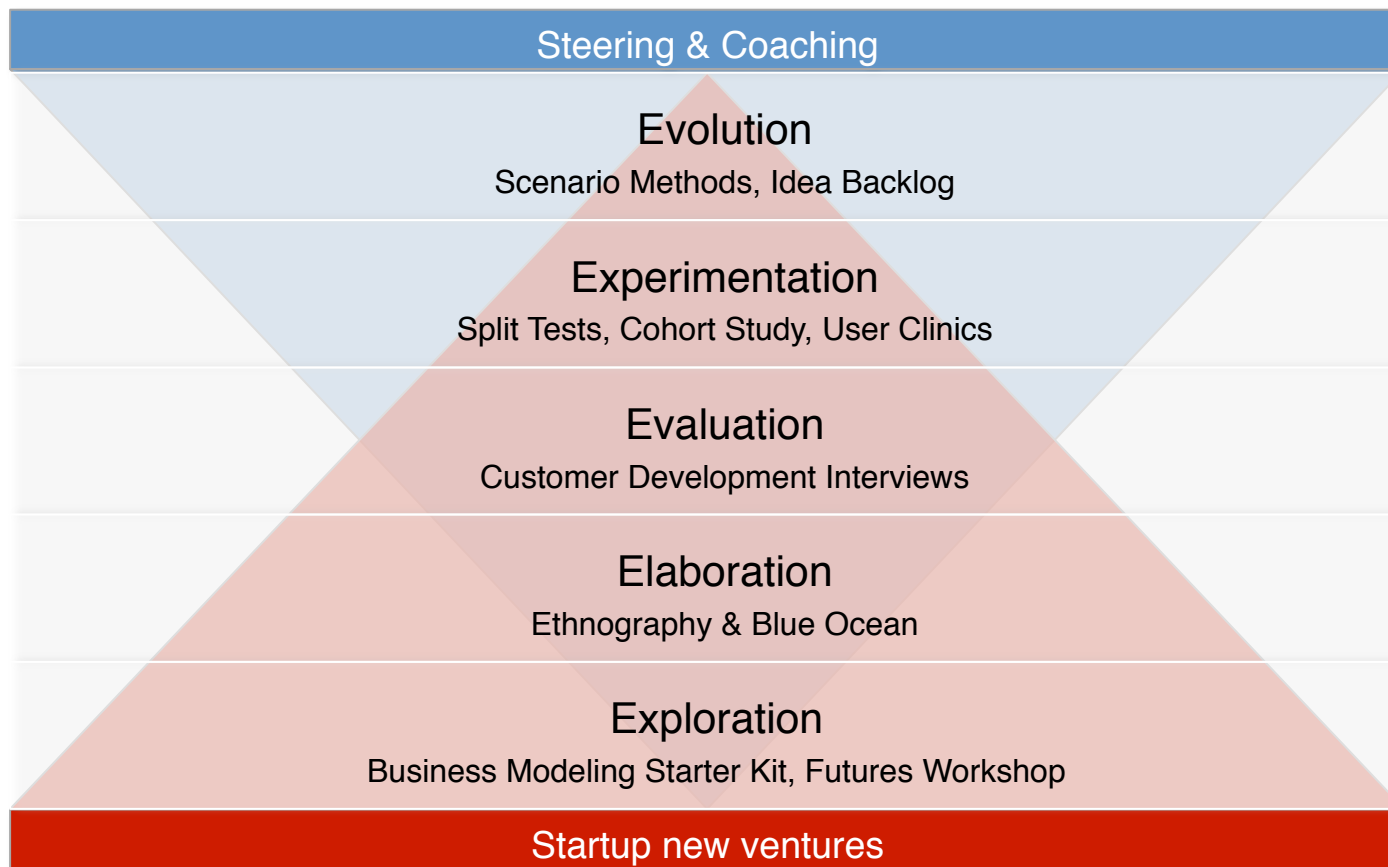 Steering & Coaching
Evolution
Scenario Methods, Idea Backlog
Experimentation
Split Tests, Cohort Study, User Clinics
Evaluation
Customer Development Interviews
Elaboration
Ethnography & Blue Ocean
Exploration
Business Modeling Starter Kit, Futures Workshop
Startup new ventures